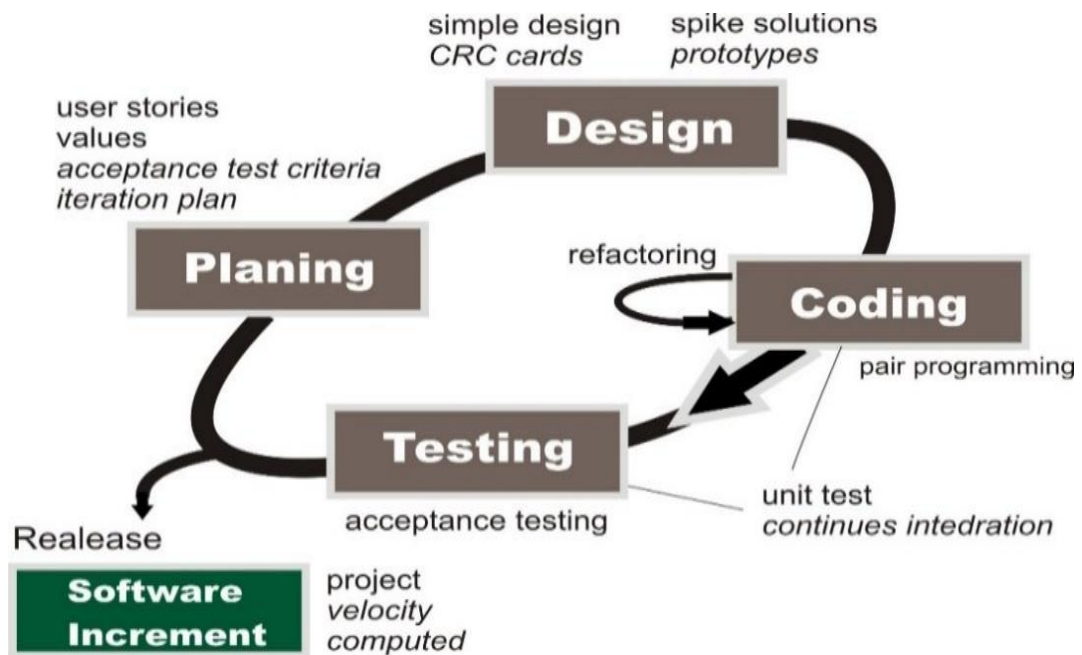 simple design
CRC cards
spike solutions
prototypes
Design
user stories
values
acceptance test criteria
iteration plan
Planing
refactoring
Coding
pair programming
Testing
acceptance testing
unit test
continues intedration
Realease
Software
Increment
project
velocity
computed